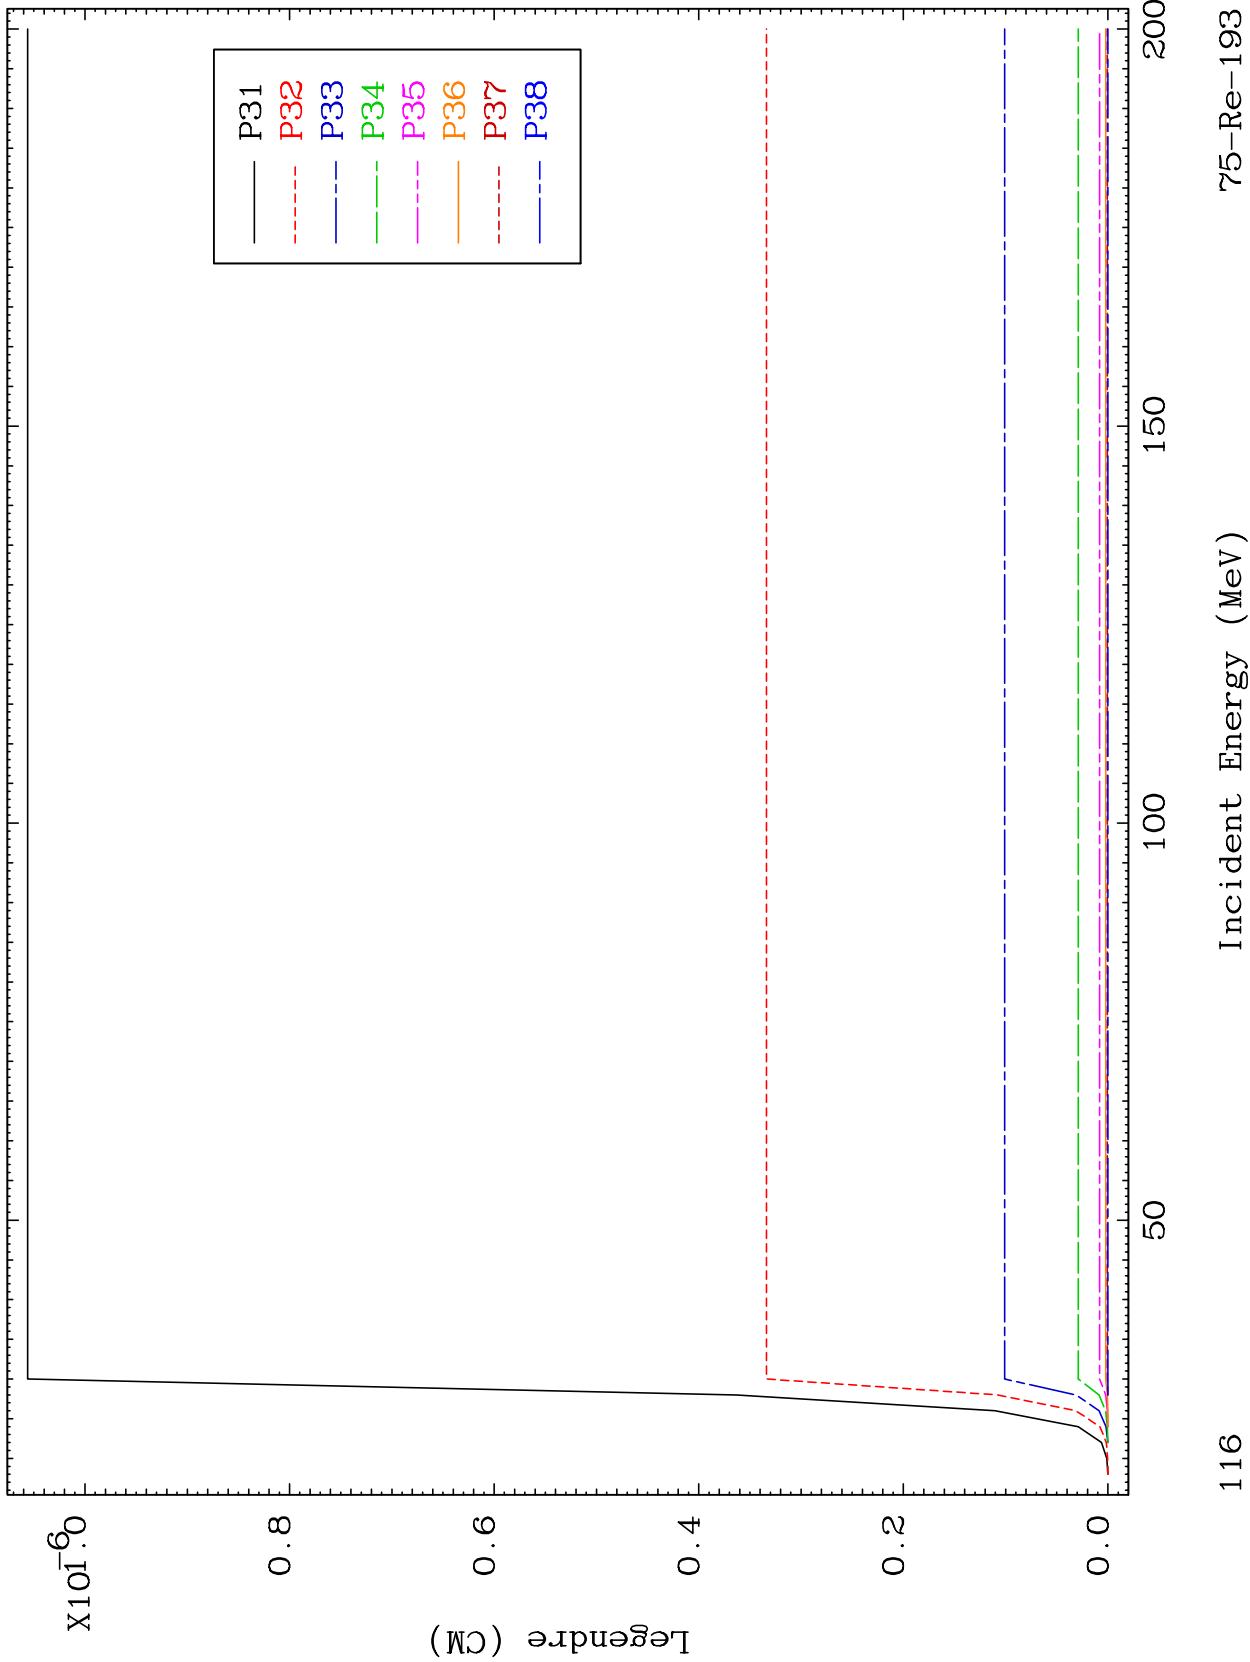 X10-6
Legendre (CM)
1.0
0.8
0.6
0.4
0.2
0.0
P31
P32
P33
P34
P35
P36
P37
P38
50
100
150
200
Incident Energy (MeV)
116
75-Re-193